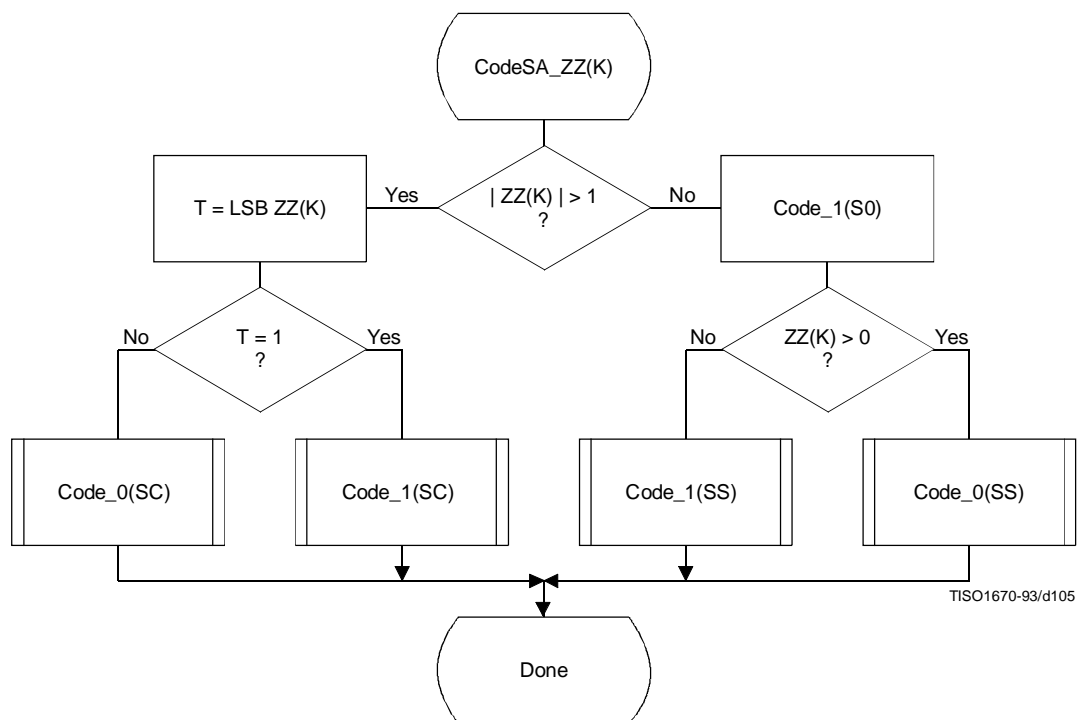 CodeSA_ZZ(K)
T = LSB ZZ(K)
Yes
| ZZ(K) | > 1
?
No
Code_1(S0)
No
T = 1
?
Yes
No
ZZ(K) > 0
?
Yes
Code_0(SC)
Code_1(SC)
Code_1(SS)
Code_0(SS)
TISO1670-93/d105
Done